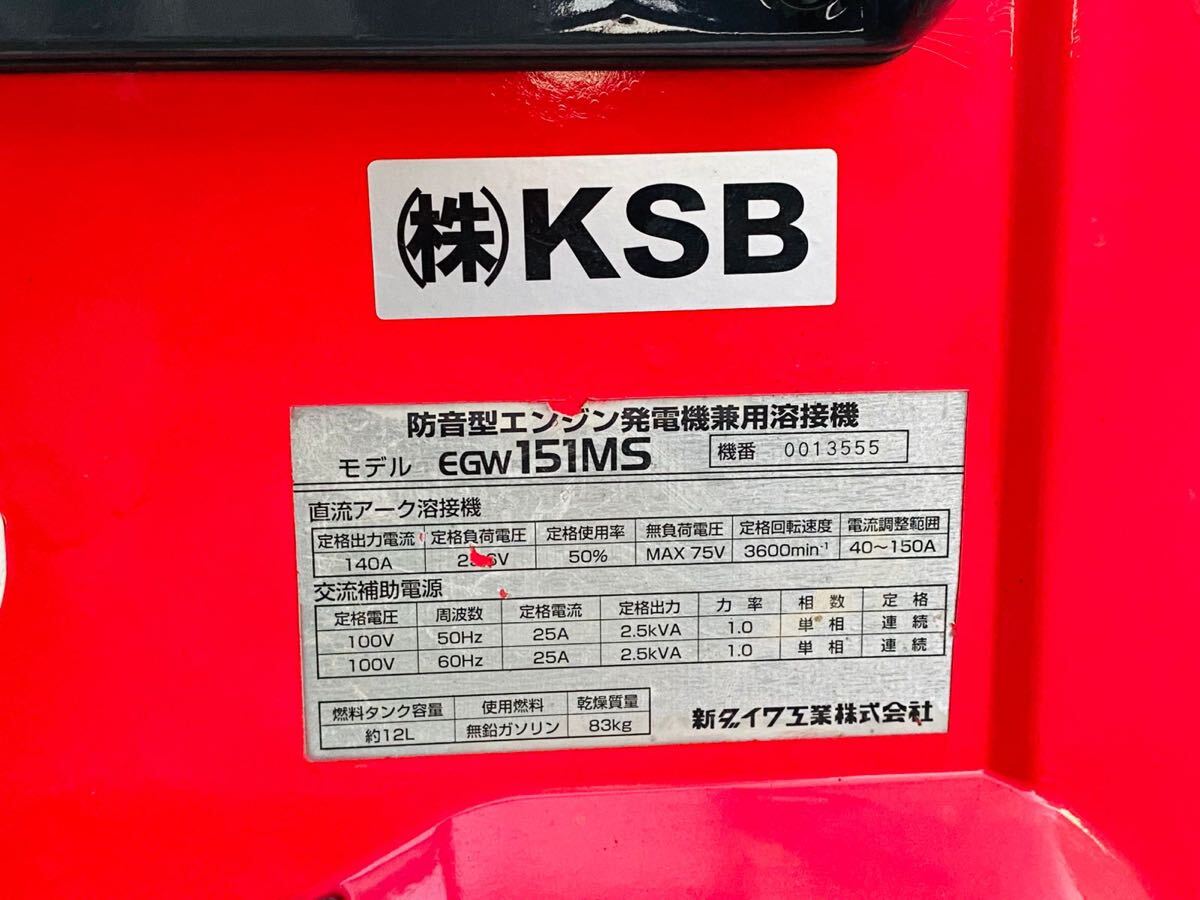 ㈱KSB
防音型エンジン発電機兼用溶接機
モデル EGW151MS 機番 0013555
直流アーク溶接機
定格出力電流 定格負荷電圧 定格使用率 無負荷電圧 定格回転速度 電流調整範囲
140A 50% MAX 75V 3600min⁻¹ 40〜150A
交流補助電源
定格電圧 周波数 定格電流 定格出力 力率 相数 定格
100V 50Hz 25A 2.5kVA 1.0 単相 連続
100V 60Hz 25A 2.5kVA 1.0 単相 連続
燃料タンク容量 使用燃料 乾燥質量
約12L 無鉛ガソリン 83kg
新ダイワ工業株式会社